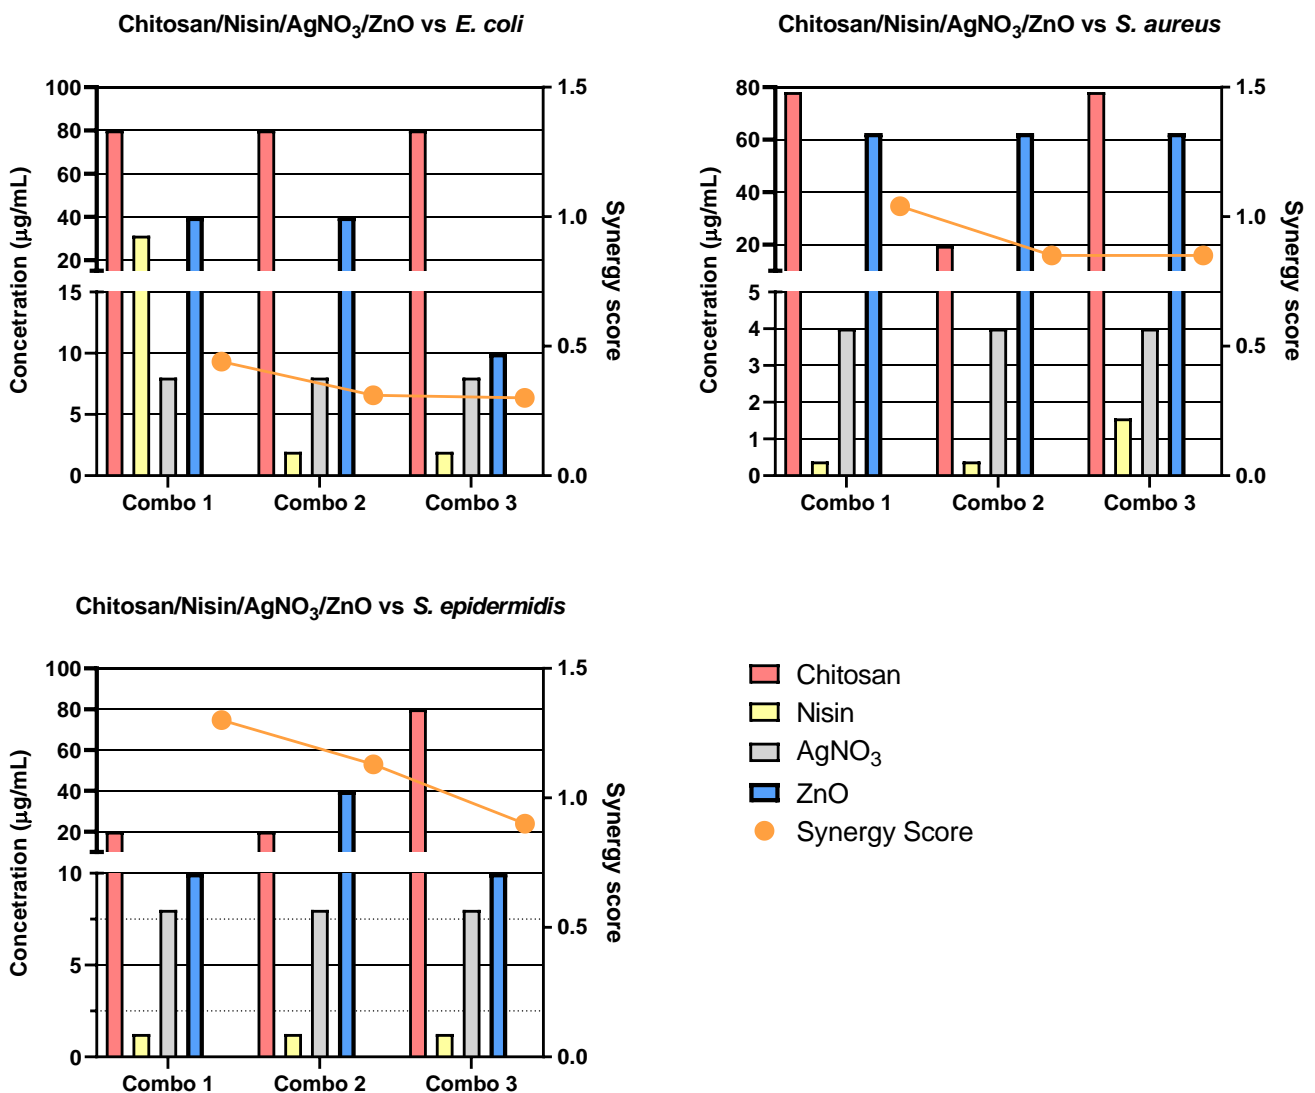 Chitosan/Nisin/AgNO₃/ZnO vs E. coli
100
80
60
40
20
15
10
5
0
Concetration (μg/mL)
1.5
1.0
0.5
0.0
Synergy score
Combo 1 Combo 2 Combo 3
Chitosan/Nisin/AgNO₃/ZnO vs S. aureus
80
60
40
20
5
4
3
2
1
0
Concetration (μg/mL)
1.5
1.0
0.5
0.0
Synergy score
Combo 1 Combo 2 Combo 3
Chitosan/Nisin/AgNO₃/ZnO vs S. epidermidis
100
80
60
40
20
10
5
0
Concetration (μg/mL)
1.5
1.0
0.5
0.0
Synergy score
Combo 1 Combo 2 Combo 3
Chitosan
Nisin
AgNO₃
ZnO
Synergy Score